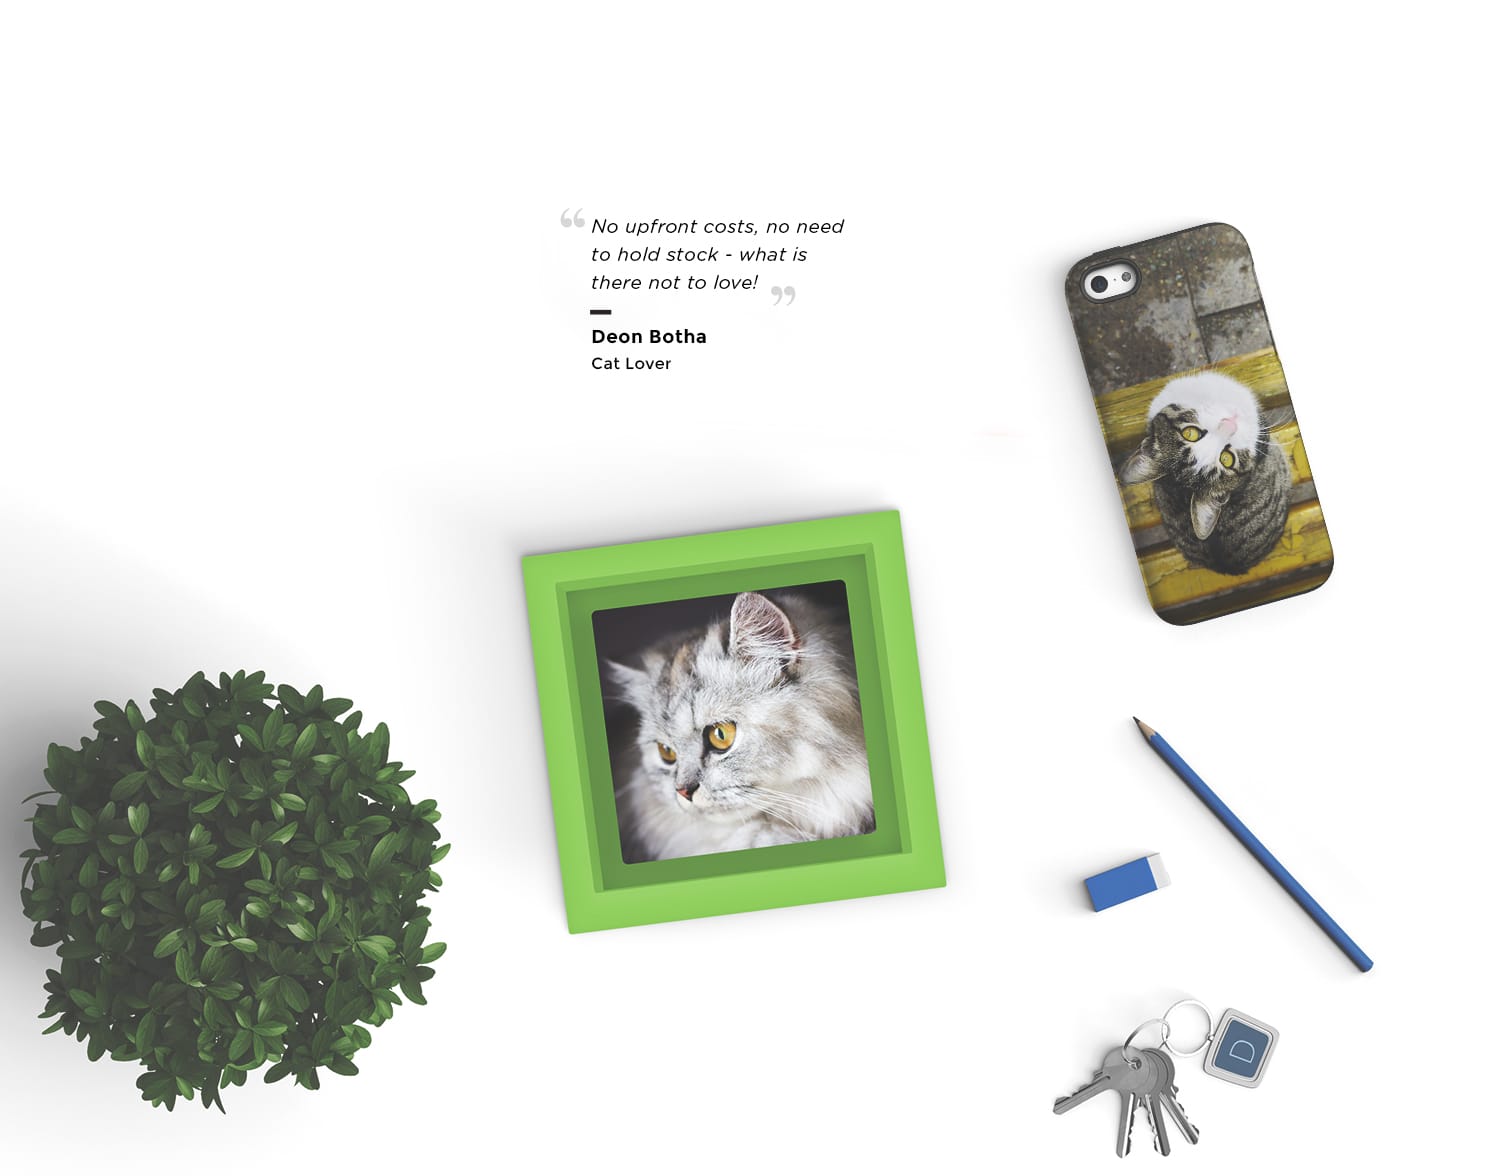 “No upfront costs, no need
to hold stock - what is
there not to love!”
Deon Botha
Cat Lover
D